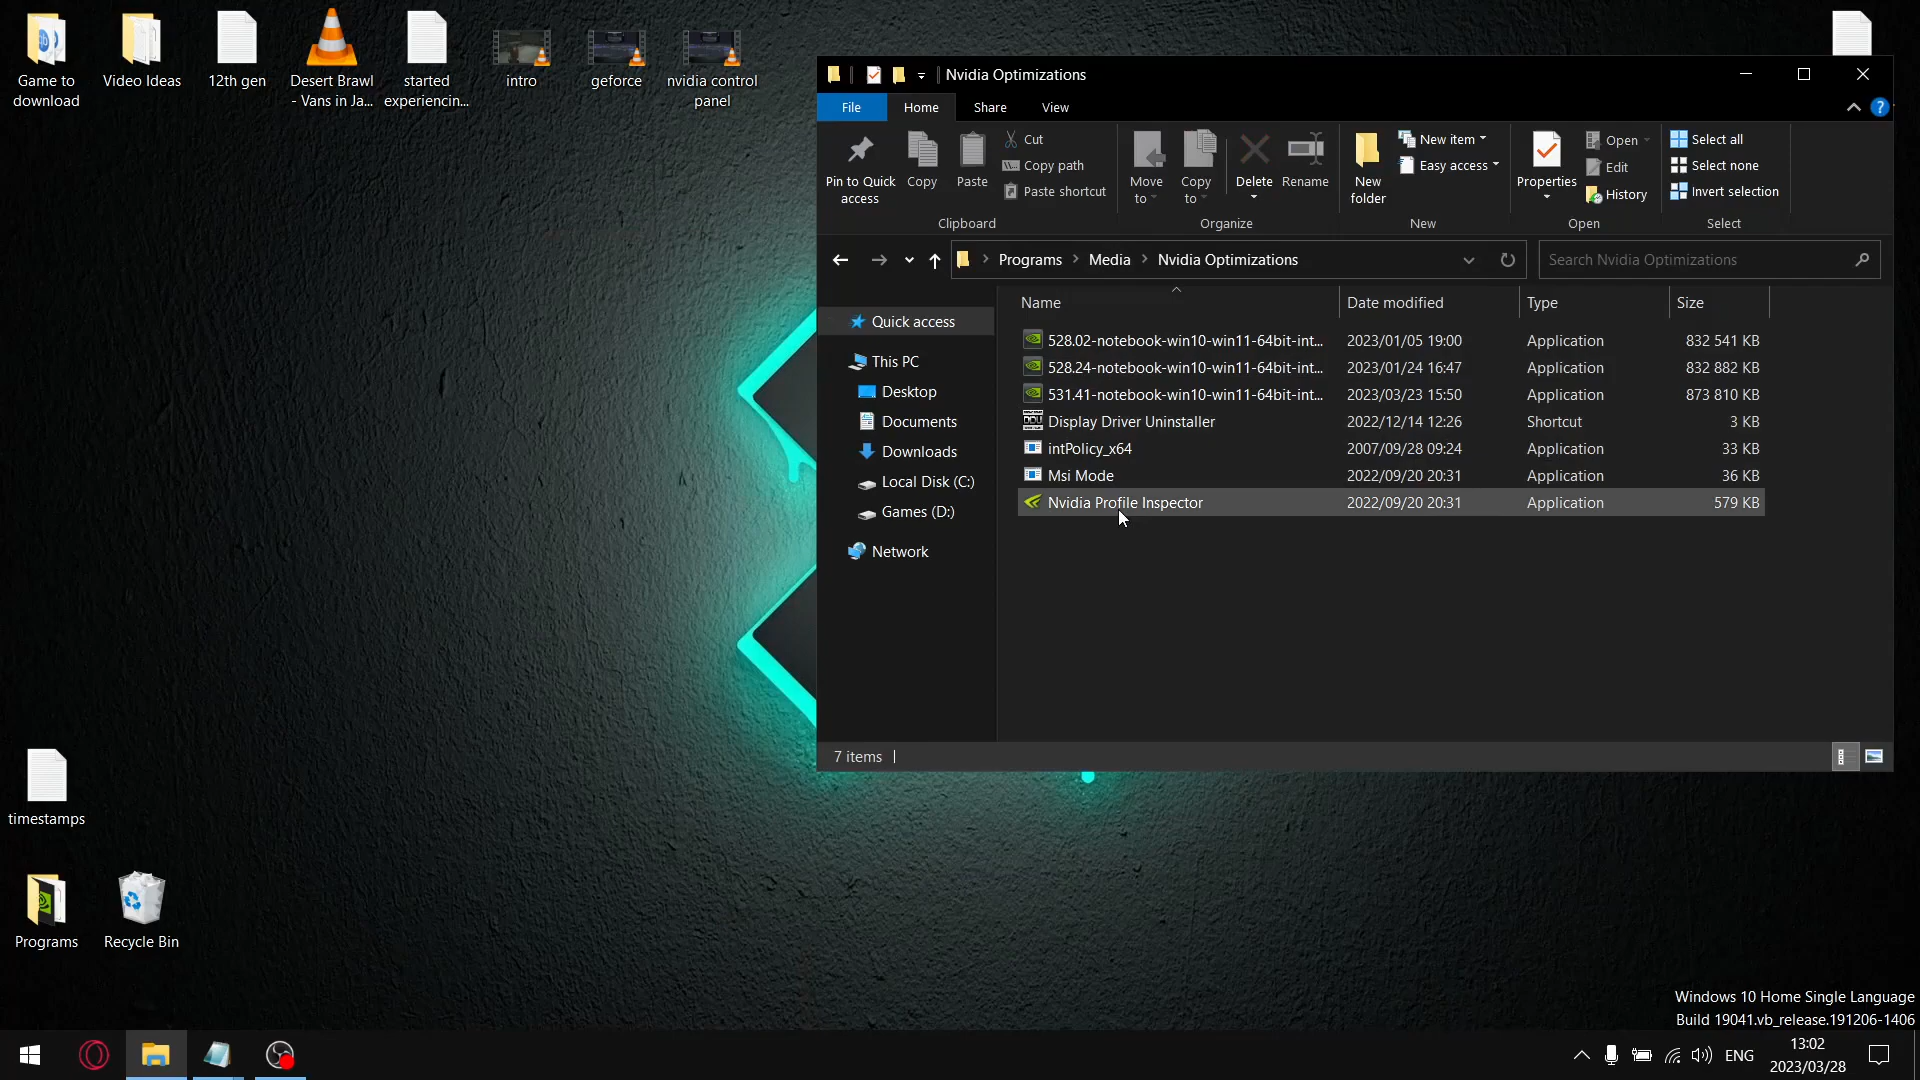 Game to
download
Video Ideas
12th gen
Desert Brawl
- Vans in Ja...
started
experiencin...
intro
geforce
nvidia control
panel
Nvidia Optimizations
File
Home
Share
View
Pin to Quick
access
Copy
Paste
Cut
Copy path
Paste shortcut
Clipboard
Move
to
Copy
to
Delete
Rename
Organize
New
folder
New item
Easy access
New
Properties
Open
Edit
History
Open
Select all
Select none
Invert selection
Select
Programs
Media
Nvidia Optimizations
Search Nvidia Optimizations
Name
Date modified
Type
Size
Quick access
This PC
Desktop
Documents
Downloads
Local Disk (C:)
Games (D:)
Network
528.02-notebook-win10-win11-64bit-int... 2023/01/05 19:00 Application 832 541 KB
528.24-notebook-win10-win11-64bit-int... 2023/01/24 16:47 Application 832 882 KB
531.41-notebook-win10-win11-64bit-int... 2023/03/23 15:50 Application 873 810 KB
Display Driver Uninstaller 2022/12/14 12:26 Shortcut 3 KB
intPolicy_x64 2007/09/28 09:24 Application 33 KB
Msi Mode 2022/09/20 20:31 Application 36 KB
Nvidia Profile Inspector 2022/09/20 20:31 Application 579 KB
7 items
timestamps
Programs
Recycle Bin
Windows 10 Home Single Language
Build 19041.vb_release.191206-1406
ENG
13:02
2023/03/28